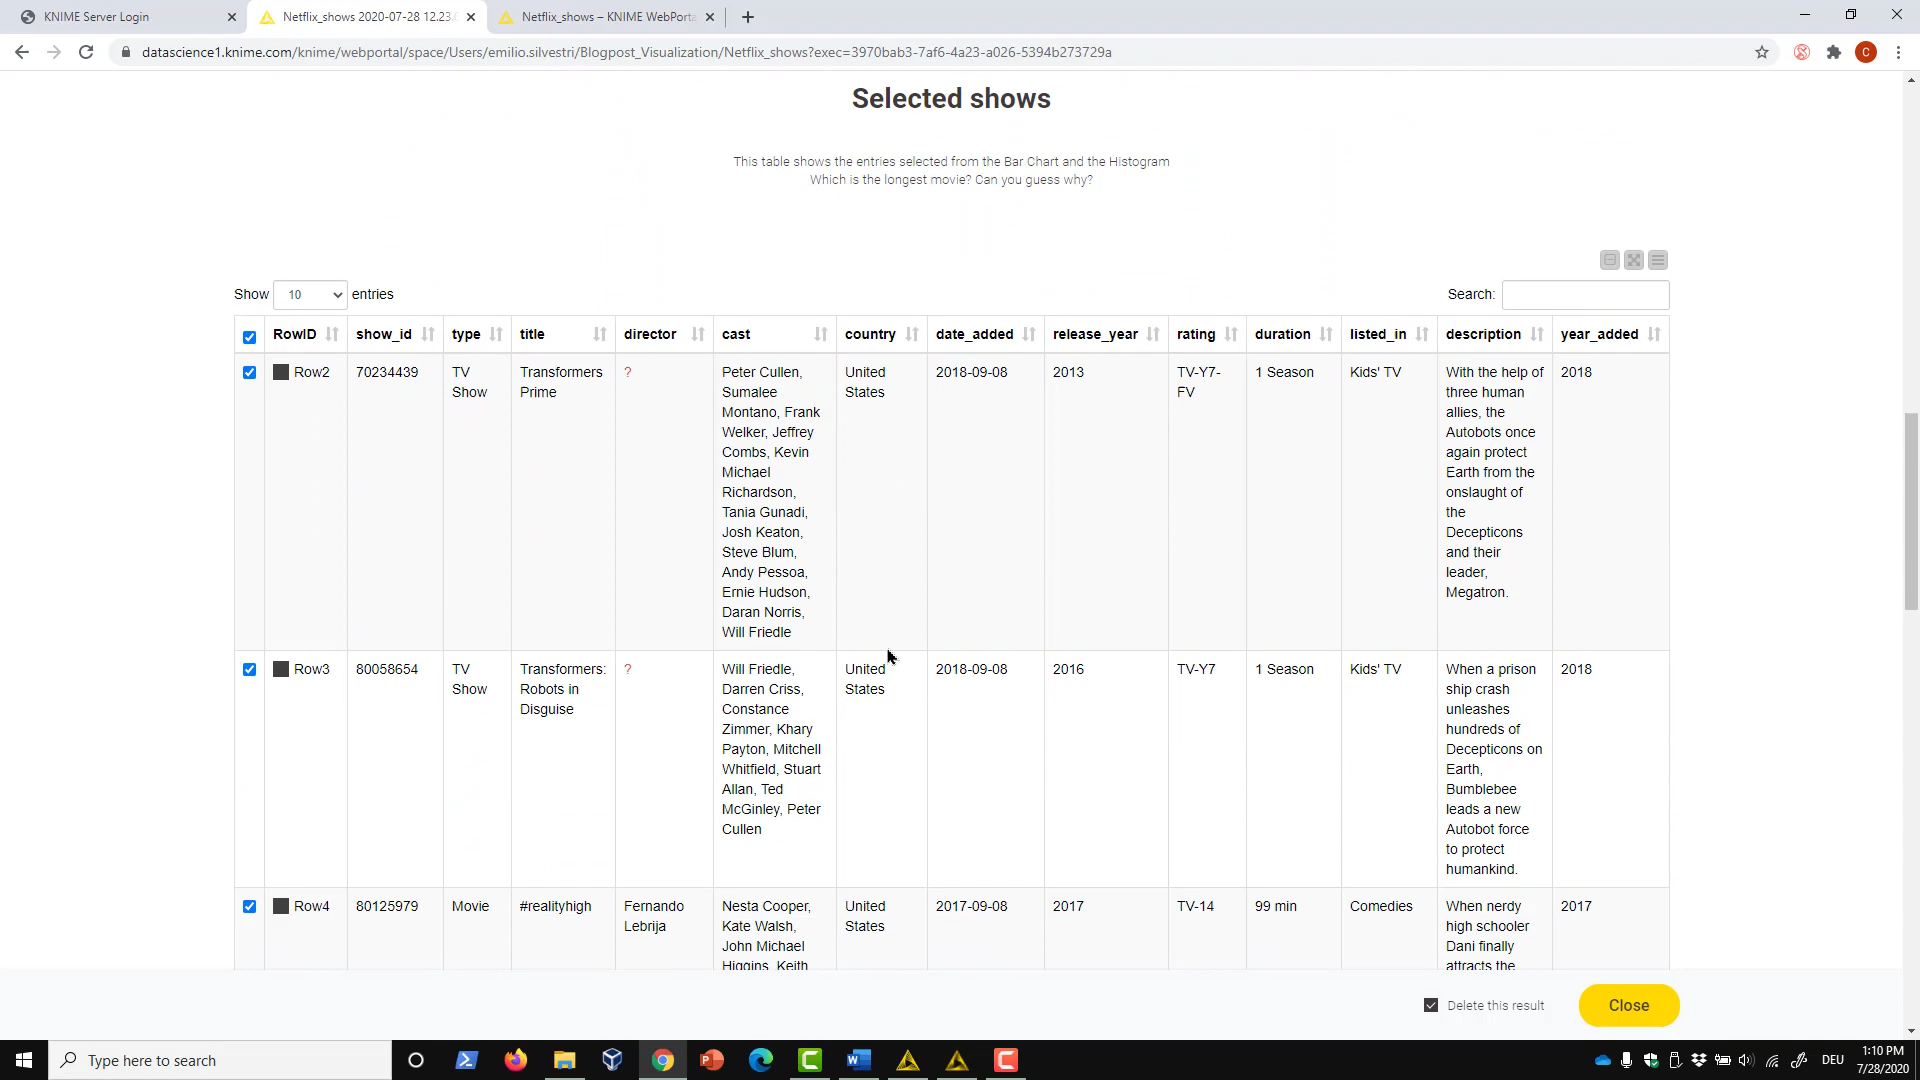 KNIME Server Login
Netflix_shows 2020-07-28 12.23.
Netflix_shows – KNIME WebPorta
datascience1.knime.com/knime/webportal/space/Users/emilio.silvestri/Blogpost_Visualization/Netflix_shows?exec=3970bab3-7af6-4a23-a026-5394b273729a
C
Selected shows
This table shows the entries selected from the Bar Chart and the Histogram
Which is the longest movie? Can you guess why?
Show 10 entries
Search:
RowID show_id type title director cast country date_added release_year rating duration listed_in description year_added
Row2 70234439 TV Transformers ? Peter Cullen, United 2018-09-08 2013 TV-Y7- 1 Season Kids' TV With the help of 2018
Show Prime Sumalee States FV three human
Montano, Frank allies, the
Welker, Jeffrey Autobots once
Combs, Kevin again protect
Michael Earth from the
Richardson, onslaught of
Tania Gunadi, the
Josh Keaton, Decepticons
Steve Blum, and their
Andy Pessoa, leader,
Ernie Hudson, Megatron.
Daran Norris,
Will Friedle
Row3 80058654 TV Transformers: ? Will Friedle, United 2018-09-08 2016 TV-Y7 1 Season Kids' TV When a prison 2018
Show Robots in Darren Criss, States ship crash
Disguise Constance unleashes
Zimmer, Khary hundreds of
Payton, Mitchell Decepticons on
Whitfield, Stuart Earth,
Allan, Ted Bumblebee
McGinley, Peter leads a new
Cullen Autobot force
to protect
humankind.
Row4 80125979 Movie #realityhigh Fernando Nesta Cooper, United 2017-09-08 2017 TV-14 99 min Comedies When nerdy 2017
Lebrija Kate Walsh, States high schooler
John Michael Dani finally
Higgins, Keith attracts the
Delete this result
Close
Type here to search
DEU
1:10 PM
7/28/2020